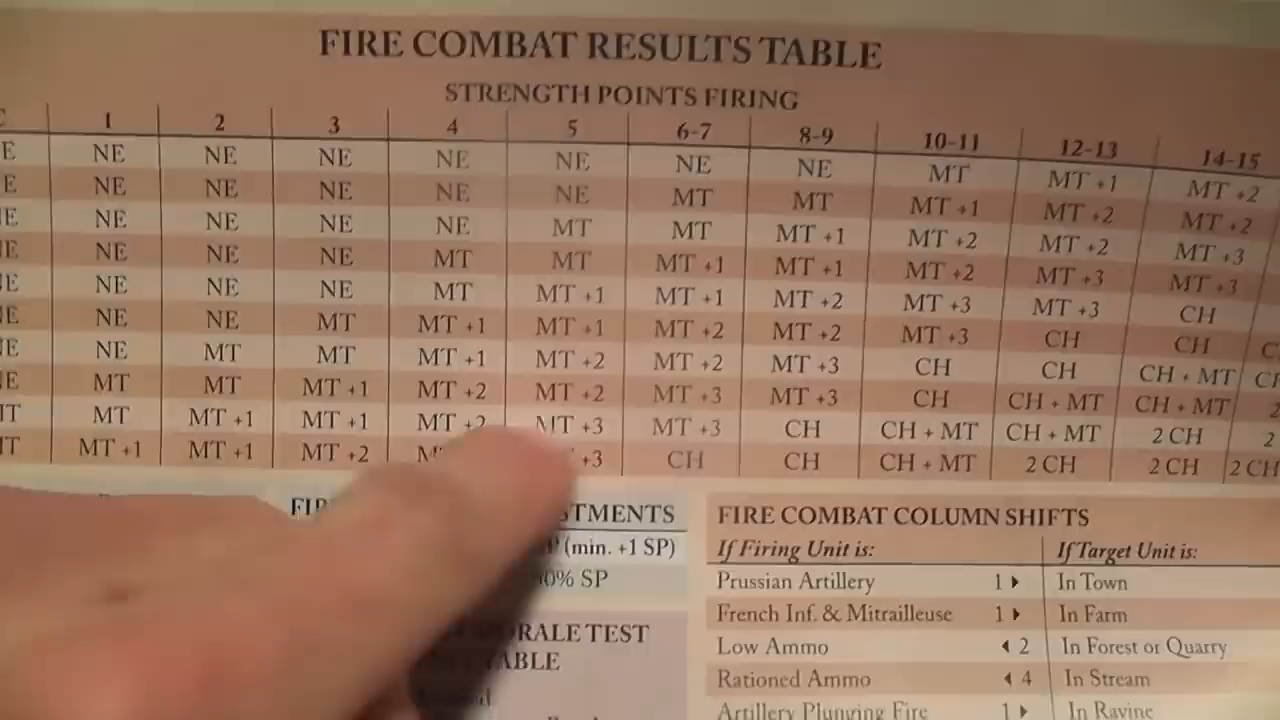 FIRE COMBAT RESULTS TABLE
STRENGTH POINTS FIRING
1 2 3 4 5 6-7 8-9 10-11 12-13 14-15
E NE NE NE NE NE NE NE MT MT +1 MT +2
E NE NE NE NE NE MT MT MT +1 MT +2 MT +2
E NE NE NE NE MT MT MT +1 MT +2 MT +2 MT +3
E NE NE NE MT MT MT +1 MT +1 MT +2 MT +3 MT +3
E NE NE NE MT MT +1 MT +1 MT +2 MT +3 MT +3 CH
E NE NE MT MT +1 MT +1 MT +2 MT +2 MT +3 CH CH
E NE MT MT MT +1 MT +2 MT +2 MT +3 CH CH CH + MT
E MT MT MT +1 MT +2 MT +2 MT +3 MT +3 CH CH + MT CH + MT
T MT MT +1 MT +1 MT +2 MT +3 MT +3 CH CH + MT CH + MT 2 CH 2
T MT +1 MT +1 MT +2 +3 CH CH CH + MT 2 CH 2 CH 2 CH
FIRE COMBAT COLUMN SHIFTS
If Firing Unit is: If Target Unit is:
Prussian Artillery 1 ▸ In Town
French Inf. & Mitrailleuse 1 ▸ In Farm
Low Ammo ◂ 2 In Forest or Quarry
Rationed Ammo ◂ 4 In Stream
Artillery Plunging Fire 1 ▸ In Ravine
STMENTS
(min. +1 SP)
0% SP
ORALE TEST
ABLE